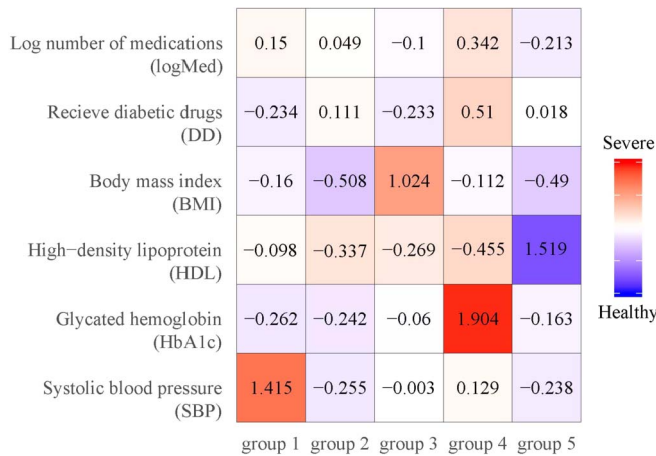 Log number of medications
(logMed)
0.15 0.049 −0.1 0.342 −0.213
Recieve diabetic drugs
(DD)
−0.234 0.111 −0.233 0.51 0.018
Body mass index
(BMI)
−0.16 −0.508 1.024 −0.112 −0.49
High−density lipoprotein
(HDL)
−0.098 −0.337 −0.269 −0.455 1.519
Glycated hemoglobin
(HbA1c)
−0.262 −0.242 −0.06 1.904 −0.163
Systolic blood pressure
(SBP)
1.415 −0.255 −0.003 0.129 −0.238
group 1 group 2 group 3 group 4 group 5
Severe
Healthy